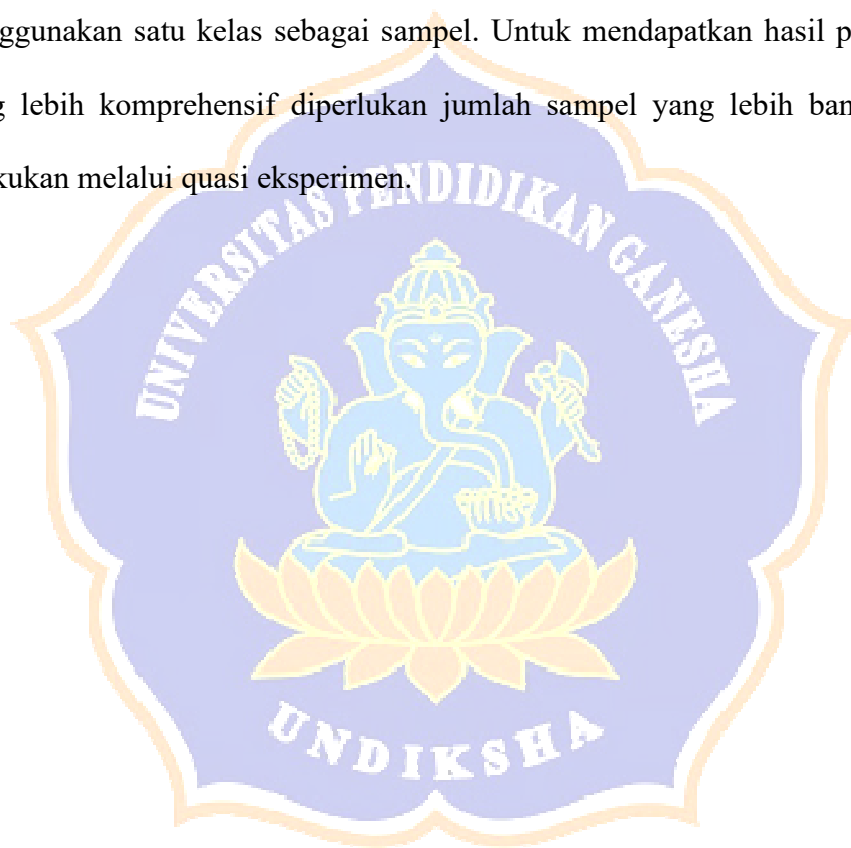 ggunakan satu kelas sebagai sampel. Untuk mendapatkan hasil p
g lebih komprehensif diperlukan jumlah sampel yang lebih ban
kukan melalui quasi eksperimen.
UNIVERSITAS PENDIDIKAN GANESHA
UNDIKSHA